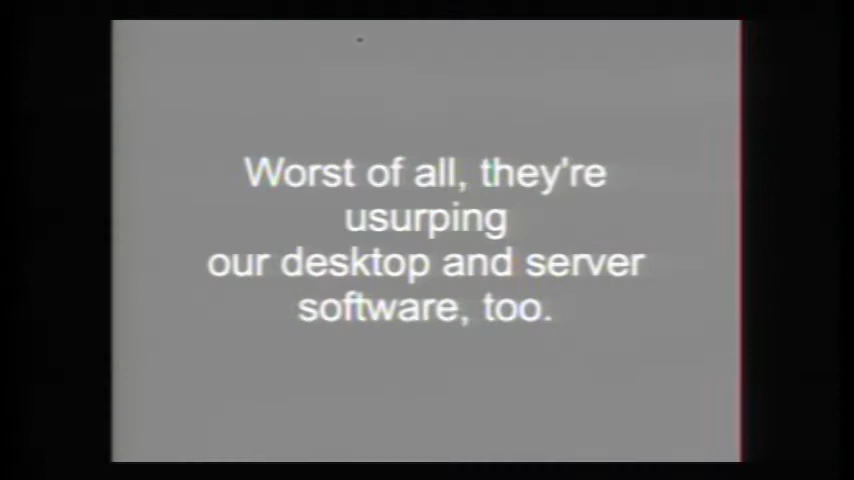 Worst of all, they're
usurping
our desktop and server
software, too.